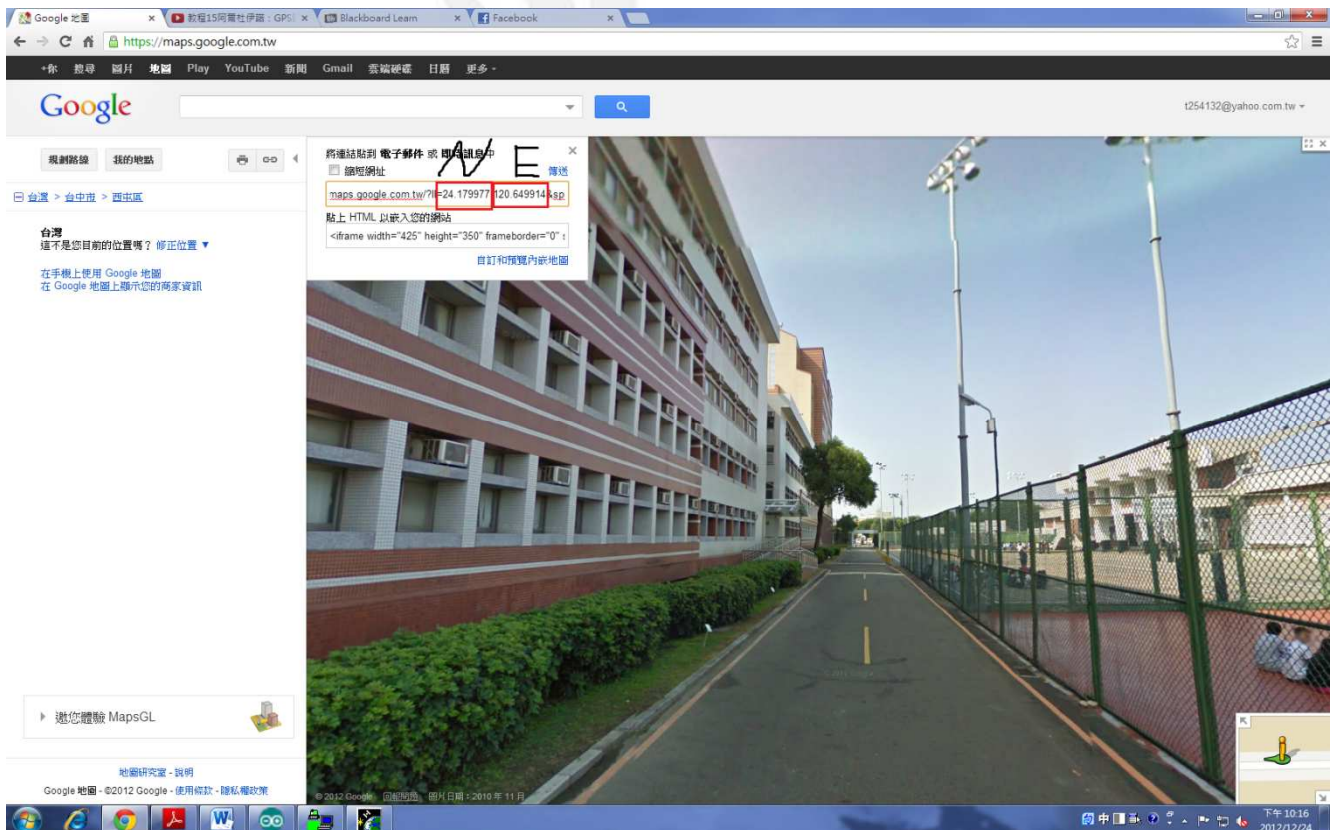 Google 地圖
教程15阿爾杜伊諾：GPS
Blackboard Learn
Facebook
https://maps.google.com.tw
+你 搜尋 圖片 地圖 Play YouTube 新聞 Gmail 雲端硬碟 日曆 更多
Google
t254132@yahoo.com.tw
規劃路線 我的地點
將連結貼到 電子郵件 或 即時訊息中
N E
縮短網址 傳送
maps.google.com.tw/?ll=24.179977,120.649914&sp
貼上 HTML 以嵌入您的網站
<iframe width="425" height="350" frameborder="0" s
自訂和預覽內嵌地圖
台灣 > 台中市 > 西屯區
台灣
這不是您目前的位置嗎？ 修正位置 ▼
在手機上使用 Google 地圖
在 Google 地圖上顯示您的商家資訊
邀您體驗 MapsGL
地圖研究室 - 說明
Google 地圖 - ©2012 Google - 使用條款 - 隱私權政策
© 2012 Google 回報問題 圖片日期：2010 年 11 月
中
下午 10:16
2012/12/24